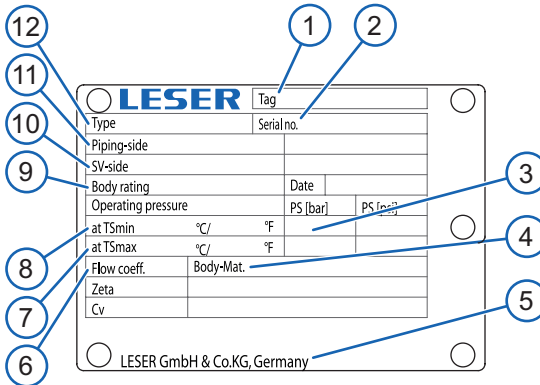 12 1 2
11
10
9
8
7
6
3
4
5
LESER Tag
Type Serial no.
Piping-side
SV-side
Body rating Date
Operating pressure PS [bar] PS [psi]
at TSmin °C/ °F
at TSmax °C/ °F
Flow coeff. Body-Mat.
Zeta
Cv
LESER GmbH & Co.KG, Germany